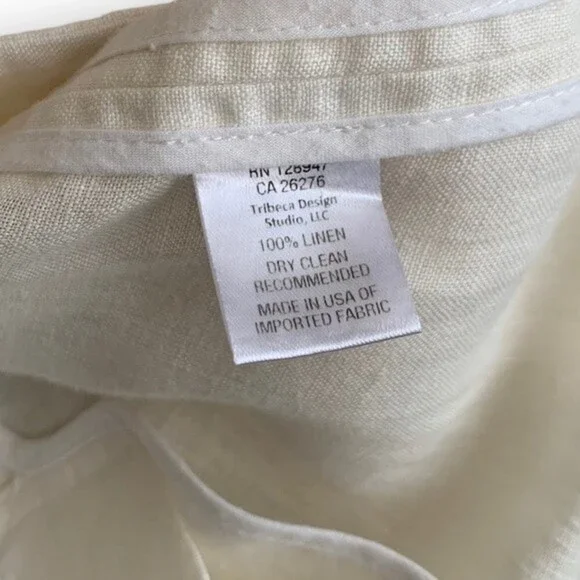 RN 128947
CA 26276
Tribeca Design
Studio, LLC
100% LINEN
DRY CLEAN
RECOMMENDED
MADE IN USA OF
IMPORTED FABRIC